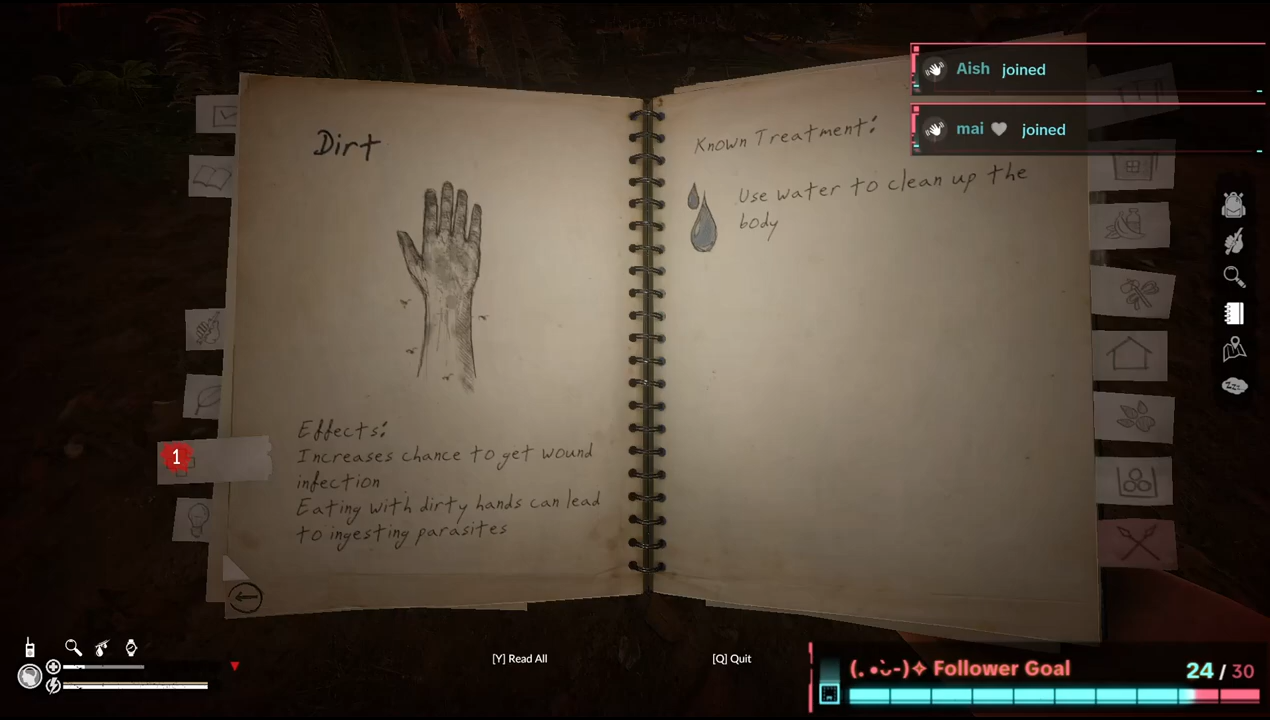 Aish joined
mai joined
Dirt
Effects:
Increases chance to get wound
infection
Eating with dirty hands can lead
to ingesting parasites
Known Treatment:
Use water to clean up the
body
1
zzz
[Y] Read All
[Q] Quit
(. •᷄ὤ-)✧ Follower Goal
24 / 30